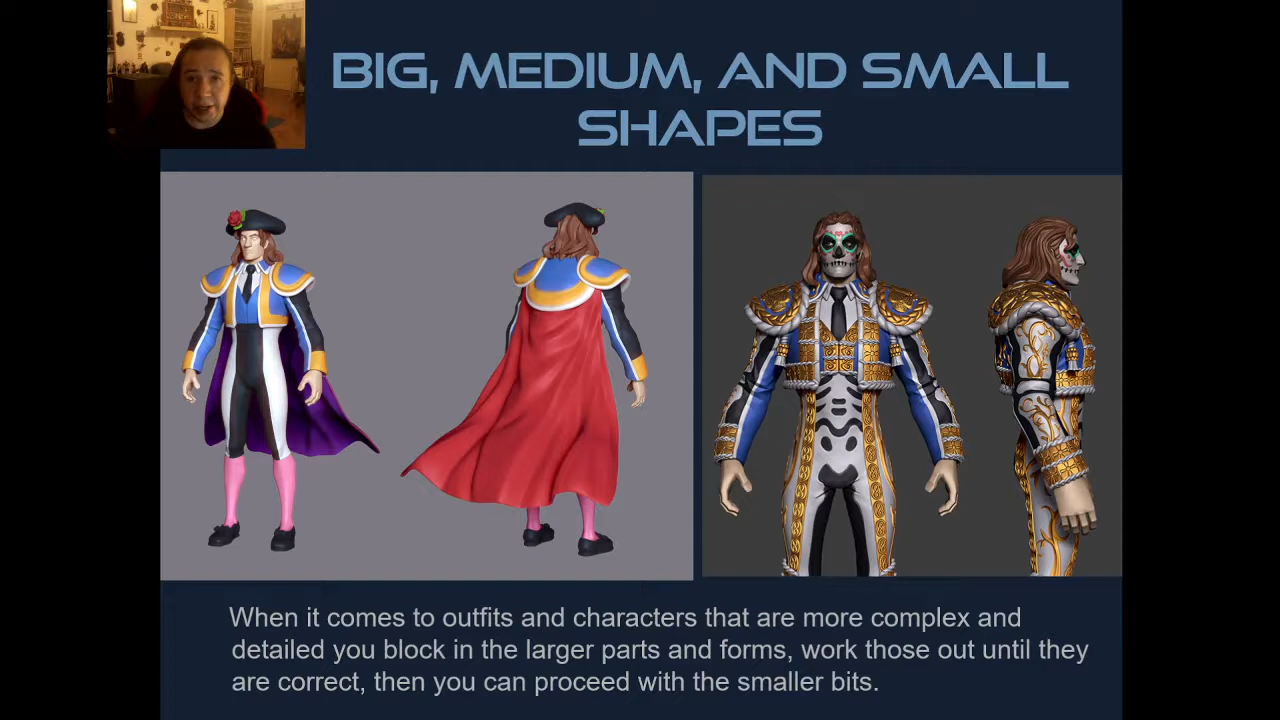 BIG, MEDIUM, AND SMALL
SHAPES
When it comes to outfits and characters that are more complex and
detailed you block in the larger parts and forms, work those out until they
are correct, then you can proceed with the smaller bits.